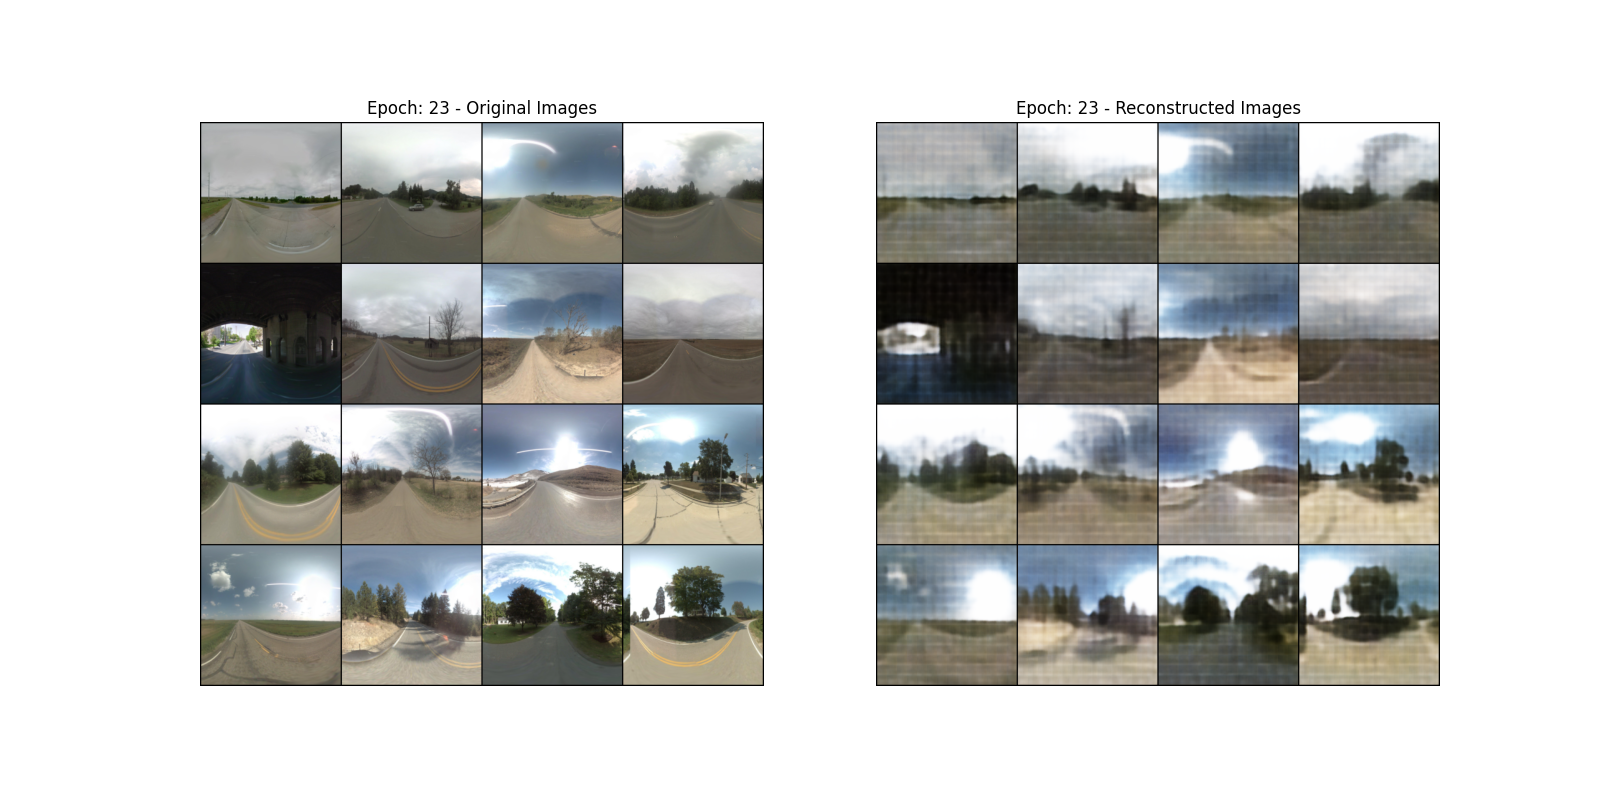 Epoch: 23 - Original Images
Epoch: 23 - Reconstructed Images